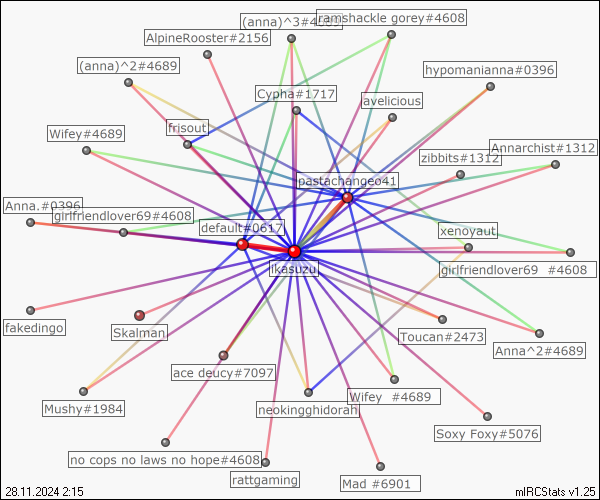 (anna)^3#4689
ramshackle gorey#4608
AlpineRooster#2156
(anna)^2#4689
hypomanianna#0396
Cypha#1717
avelicious
Wifey#4689
frisout
Annarchist#1312
zibbits#1312
pastachangeo41
Anna.#0396
girlfriendlover69#4608
default#0617
xenoyaut
ikasuzu
girlfriendlover69 #4608
fakedingo
Skalman
Toucan#2473
Anna^2#4689
ace deucy#7097
Mushy#1984
neokingghidorah
Wifey #4689
Soxy Foxy#5076
no cops no laws no hope#4608
rattgaming
Mad #6901
28.11.2024 2:15
mIRCStats v1.25